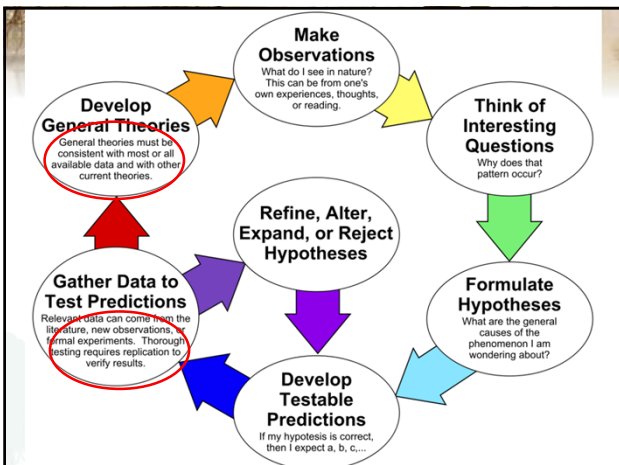 Make
Observations
What do I see in nature?
This can be from one's
own experiences, thoughts,
or reading.
Think of
Interesting
Questions
Why does that
pattern occur?
Formulate
Hypotheses
What are the general
causes of the
phenomenon I am
wondering about?
Develop
Testable
Predictions
If my hypotesis is correct,
then I expect a, b, c,...
Gather Data to
Test Predictions
Relevant data can come from the
literature, new observations, or
formal experiments. Thorough
testing requires replication to
verify results.
Refine, Alter,
Expand, or Reject
Hypotheses
Develop
General Theories
General theories must be
consistent with most or all
available data and with other
current theories.